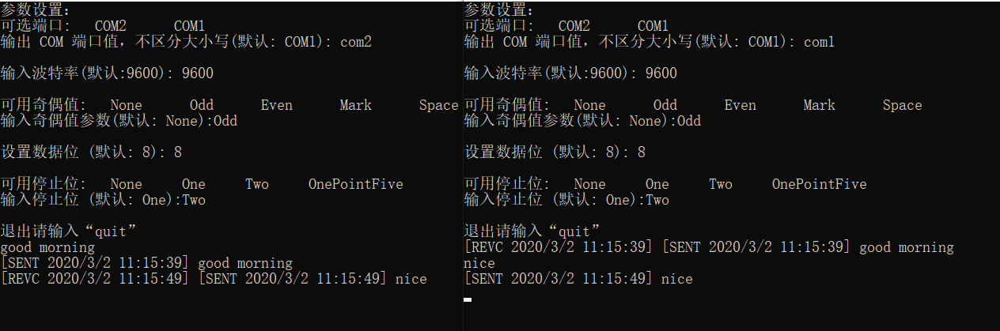 参数设置:
可选端口:   COM2      COM1
输出 COM 端口值，不区分大小写(默认: COM1): com2
输入波特率(默认:9600): 9600
可用奇偶值:   None      Odd      Even      Mark      Space
输入奇偶值参数(默认: None):Odd
设置数据位 (默认: 8): 8
可用停止位:   None     One     Two     OnePointFive
输入停止位 (默认: One):Two
退出请输入“quit”
good morning
[SENT 2020/3/2 11:15:39] good morning
[REVC 2020/3/2 11:15:49] [SENT 2020/3/2 11:15:49] nice
参数设置:
可选端口:   COM2      COM1
输出 COM 端口值，不区分大小写(默认: COM1): com1
输入波特率(默认:9600): 9600
可用奇偶值:   None      Odd      Even      Mark      Space
输入奇偶值参数(默认: None):Odd
设置数据位 (默认: 8): 8
可用停止位:   None     One     Two     OnePointFive
输入停止位 (默认: One):Two
退出请输入“quit”
[REVC 2020/3/2 11:15:39] [SENT 2020/3/2 11:15:39] good morning
nice
[SENT 2020/3/2 11:15:49] nice